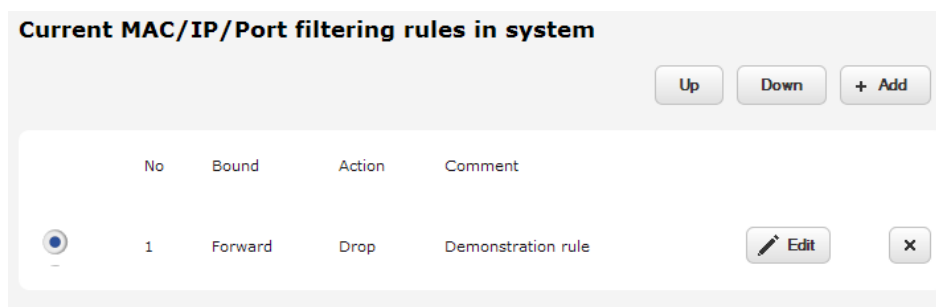 Current MAC/IP/Port filtering rules in system
Up Down + Add
No Bound Action Comment
1 Forward Drop Demonstration rule Edit ×